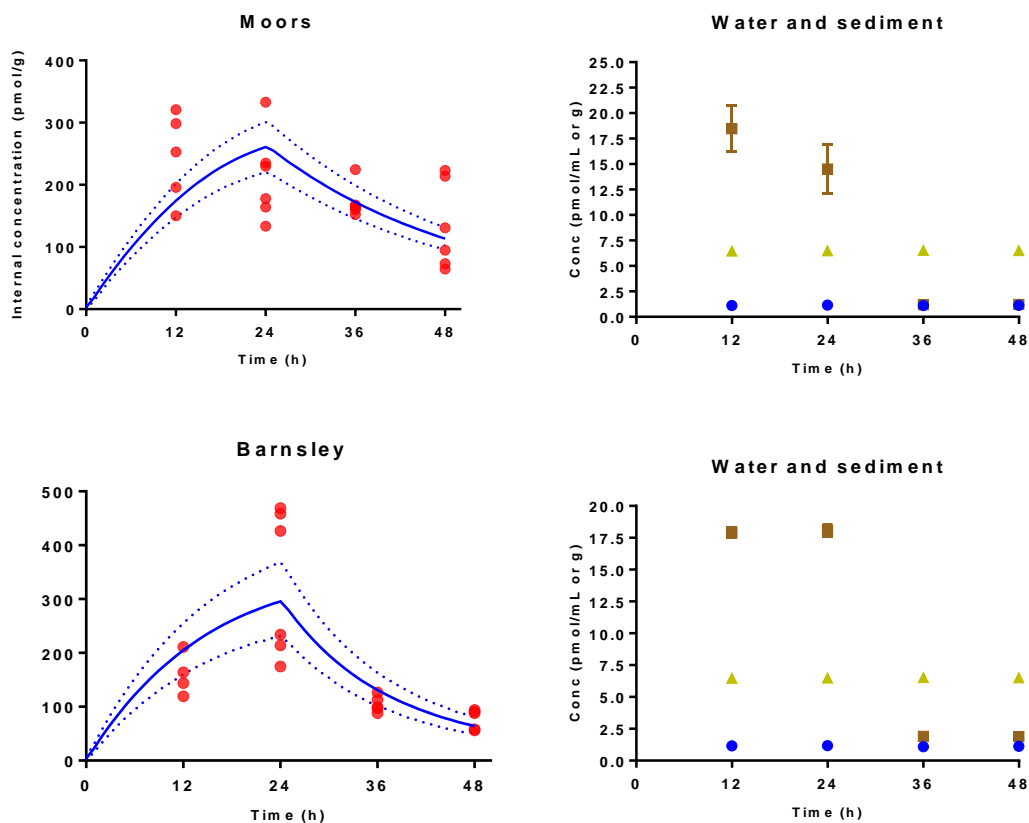 Moors
Internal concentration (pmol/g)
400
300
200
100
0
0 12 24 36 48
Time (h)
Water and sediment
Conc (pmol/mL or g)
25.0
22.5
20.0
17.5
15.0
12.5
10.0
7.5
5.0
2.5
0.0
0 12 24 36 48
Time (h)
Barnsley
500
400
300
200
100
0
0 12 24 36 48
Time (h)
Water and sediment
Conc (pmol/mL or g)
20.0
17.5
15.0
12.5
10.0
7.5
5.0
2.5
0.0
0 12 24 36 48
Time (h)